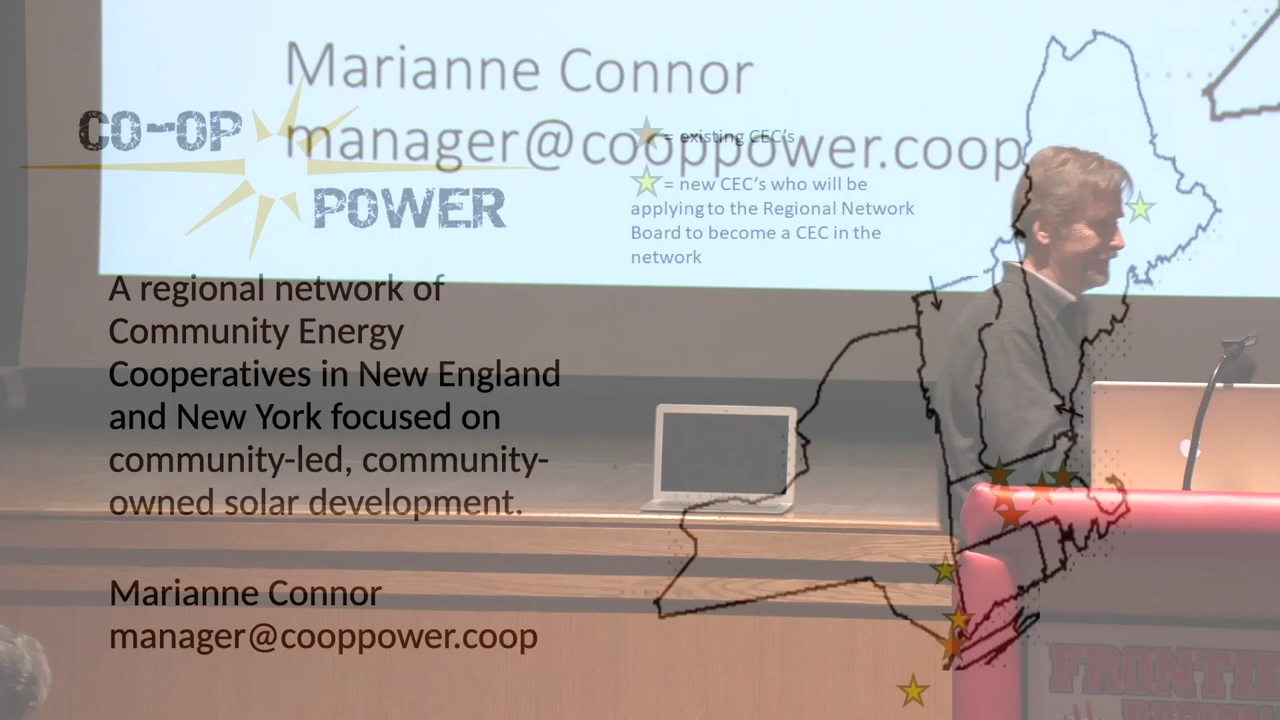 Marianne Connor
manager@cooppower.coop
CO-OP
POWER
= existing CEC's
= new CEC's who will be
applying to the Regional Network
Board to become a CEC in the
network
A regional network of
Community Energy
Cooperatives in New England
and New York focused on
community-led, community-
owned solar development.
Marianne Connor
manager@cooppower.coop